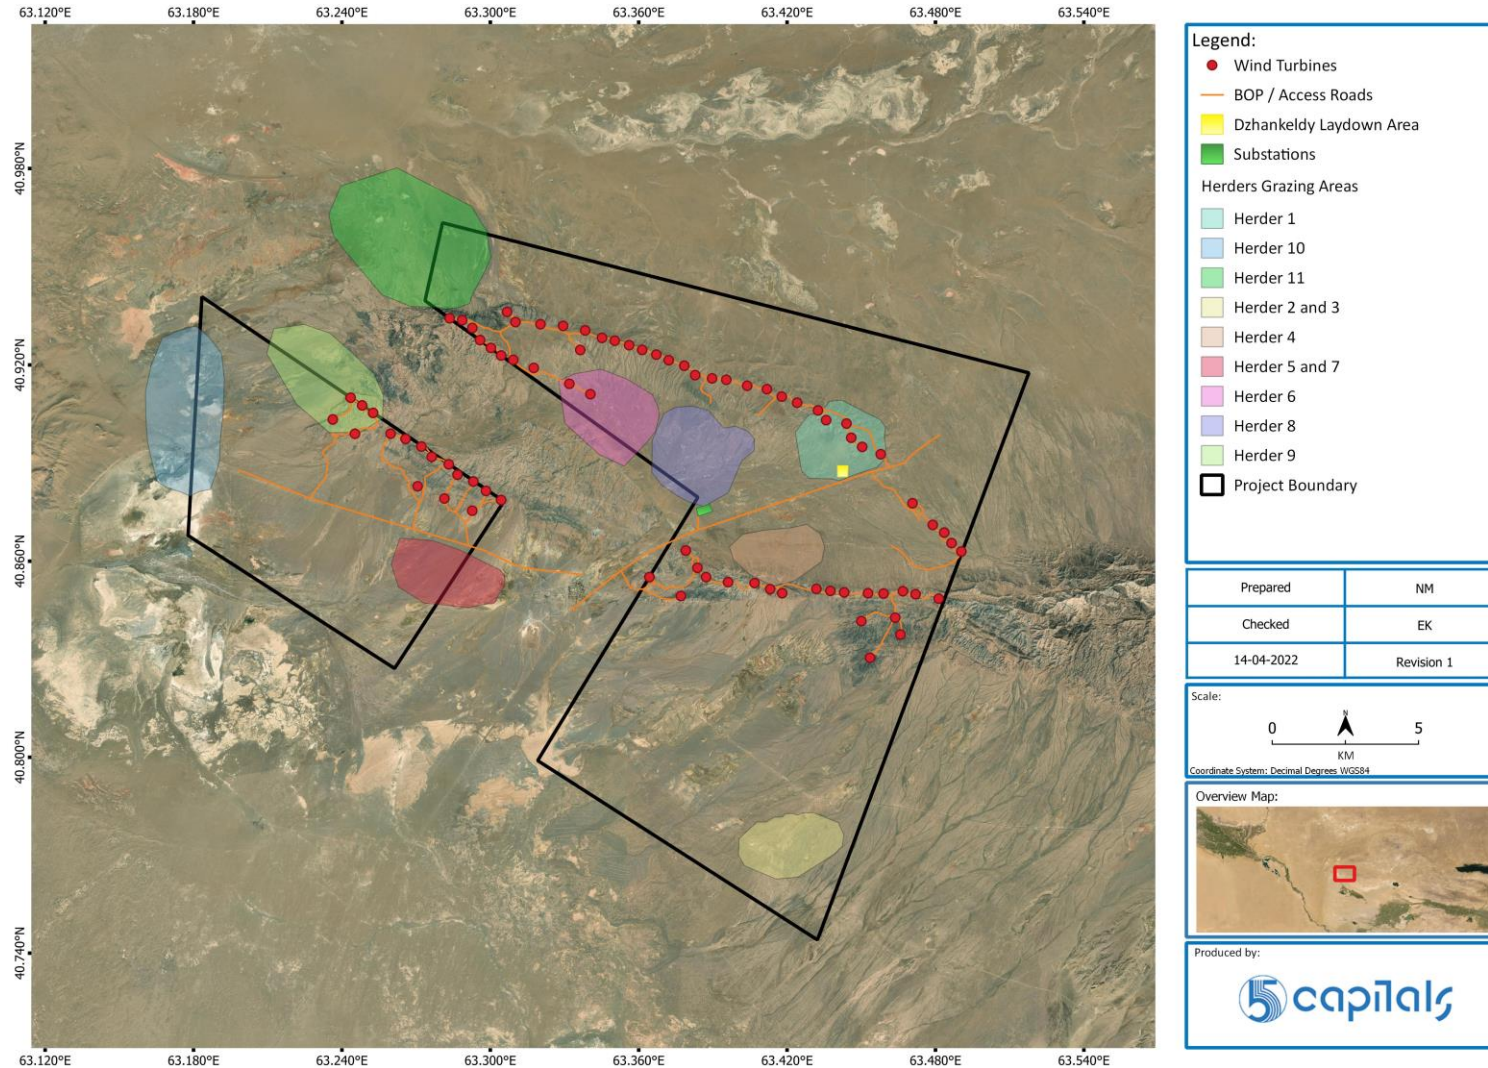 63.120°E 63.180°E 63.240°E 63.300°E 63.360°E 63.420°E 63.480°E 63.540°E
40.980°N
40.920°N
40.860°N
40.800°N
40.740°N
63.120°E 63.180°E 63.240°E 63.300°E 63.360°E 63.420°E 63.480°E 63.540°E
Legend:
Wind Turbines
BOP / Access Roads
Dzhankeldy Laydown Area
Substations
Herders Grazing Areas
Herder 1
Herder 10
Herder 11
Herder 2 and 3
Herder 4
Herder 5 and 7
Herder 6
Herder 8
Herder 9
Project Boundary
Prepared NM
Checked EK
14-04-2022 Revision 1
Scale:
N
0 5
KM
Coordinate System: Decimal Degrees WGS84
Overview Map:
Produced by:
5 capitals